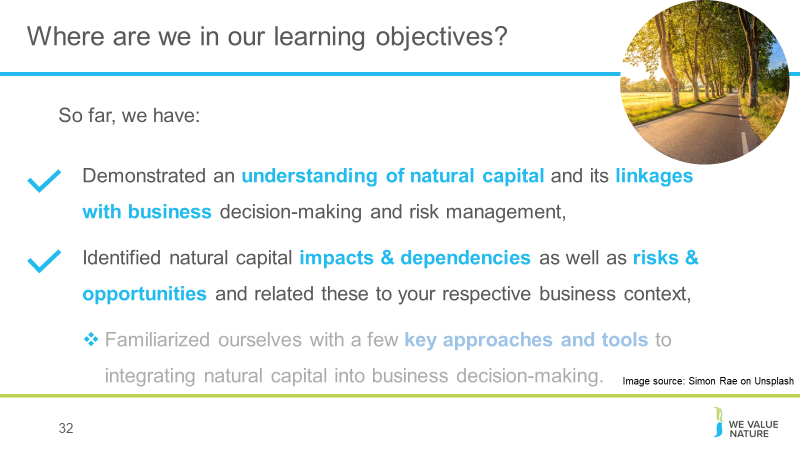 Where are we in our learning objectives?
So far, we have:
Demonstrated an understanding of natural capital and its linkages
with business decision-making and risk management,
Identified natural capital impacts & dependencies as well as risks &
opportunities and related these to your respective business context,
Familiarized ourselves with a few key approaches and tools to
integrating natural capital into business decision-making.
Image source: Simon Rae on Unsplash
32
WE VALUE
NATURE